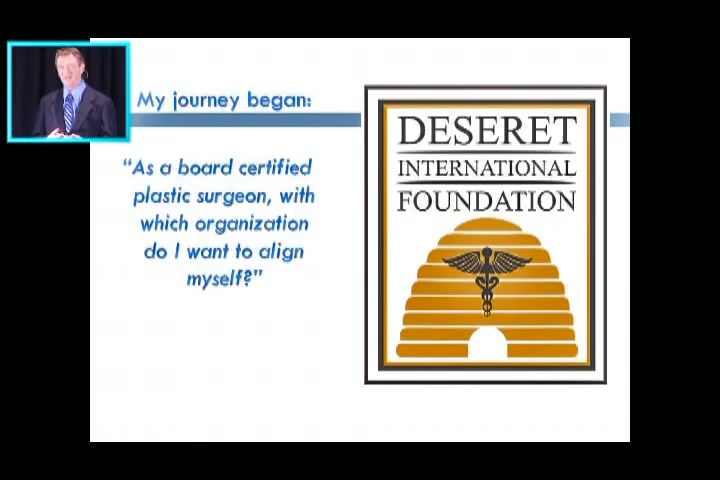 My journey began:
“As a board certified
plastic surgeon, with
which organization
do I want to align
myself?”
DESERET
INTERNATIONAL
FOUNDATION